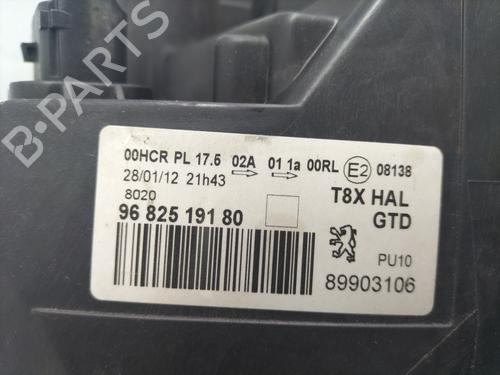 00HCR PL 17.5 02A 01 1a 00RL E2 08138
28/01/12 21h43
8020
T8X HAL
96 825 191 80
GTD
PU10
89903106
B-PARTS